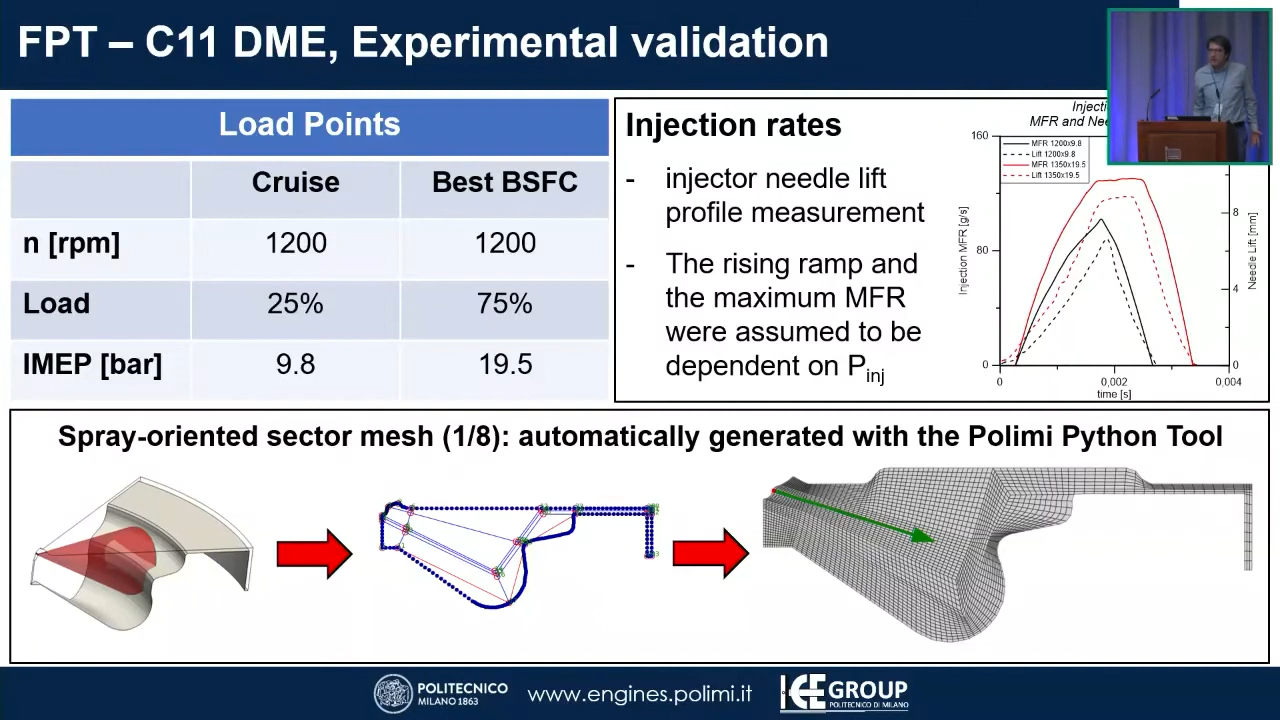 FPT – C11 DME, Experimental validation
Load Points
Cruise Best BSFC
n [rpm] 1200 1200
Load 25% 75%
IMEP [bar] 9.8 19.5
Injection rates
- injector needle lift
profile measurement
- The rising ramp and
the maximum MFR
were assumed to be
dependent on Pinj
MFR and
160
80
0
MFR 1200x9.8
Lift 1200x9.8
MFR 1350x19.5
Lift 1350x19.5
Injection MFR [g/s]
8
4
0
Needle Lift [mm]
0 0,002 0,004
time [s]
Spray-oriented sector mesh (1/8): automatically generated with the Polimi Python Tool
POLITECNICO
MILANO 1863
www.engines.polimi.it
ICE GROUP
POLITECNICO DI MILANO